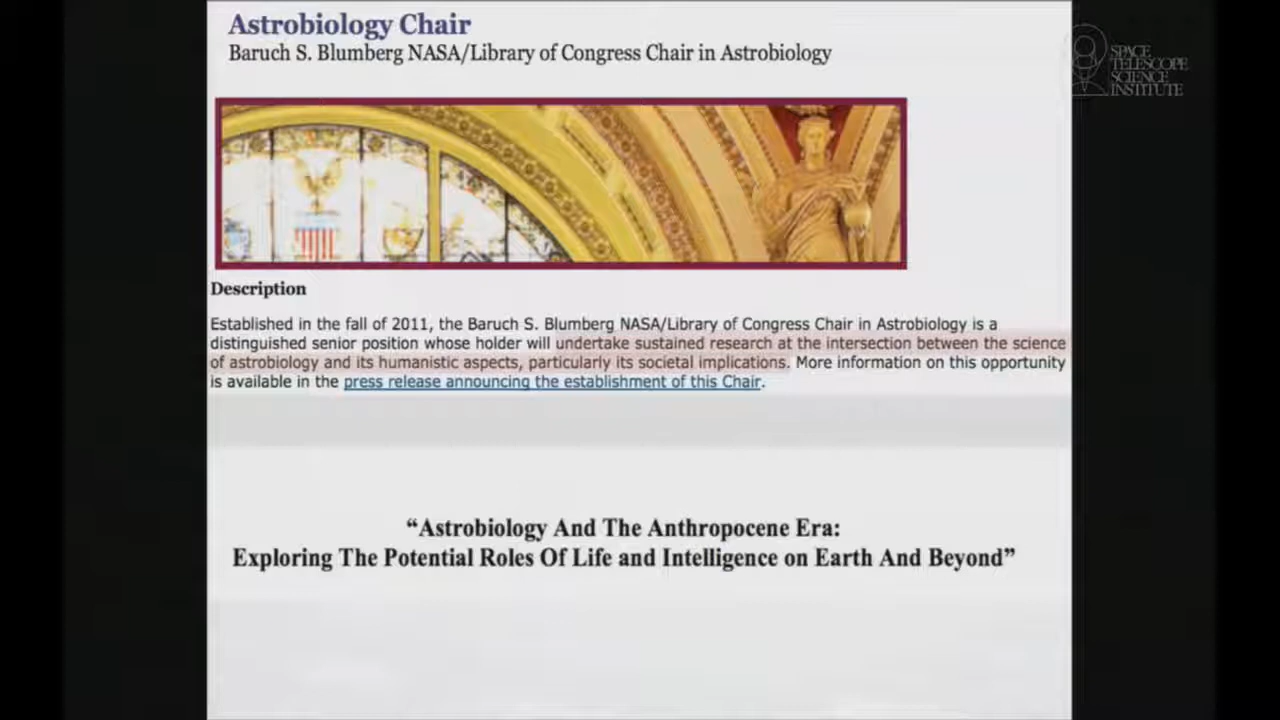 Astrobiology Chair
Baruch S. Blumberg NASA/Library of Congress Chair in Astrobiology
SPACE
TELESCOPE
SCIENCE
INSTITUTE
Description
Established in the fall of 2011, the Baruch S. Blumberg NASA/Library of Congress Chair in Astrobiology is a
distinguished senior position whose holder will undertake sustained research at the intersection between the science
of astrobiology and its humanistic aspects, particularly its societal implications. More information on this opportunity
is available in the press release announcing the establishment of this Chair.
“Astrobiology And The Anthropocene Era:
Exploring The Potential Roles Of Life and Intelligence on Earth And Beyond”